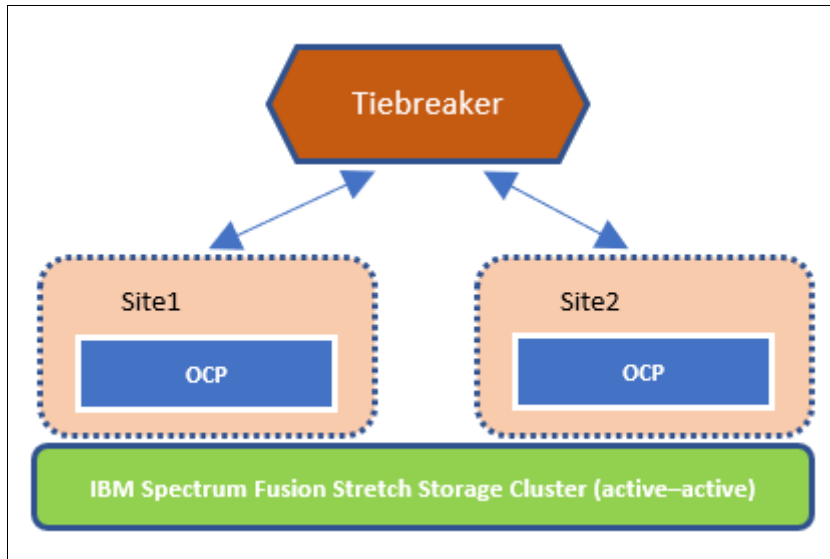 Tiebreaker
Site1
Site2
OCP
OCP
IBM Spectrum Fusion Stretch Storage Cluster (active–active)